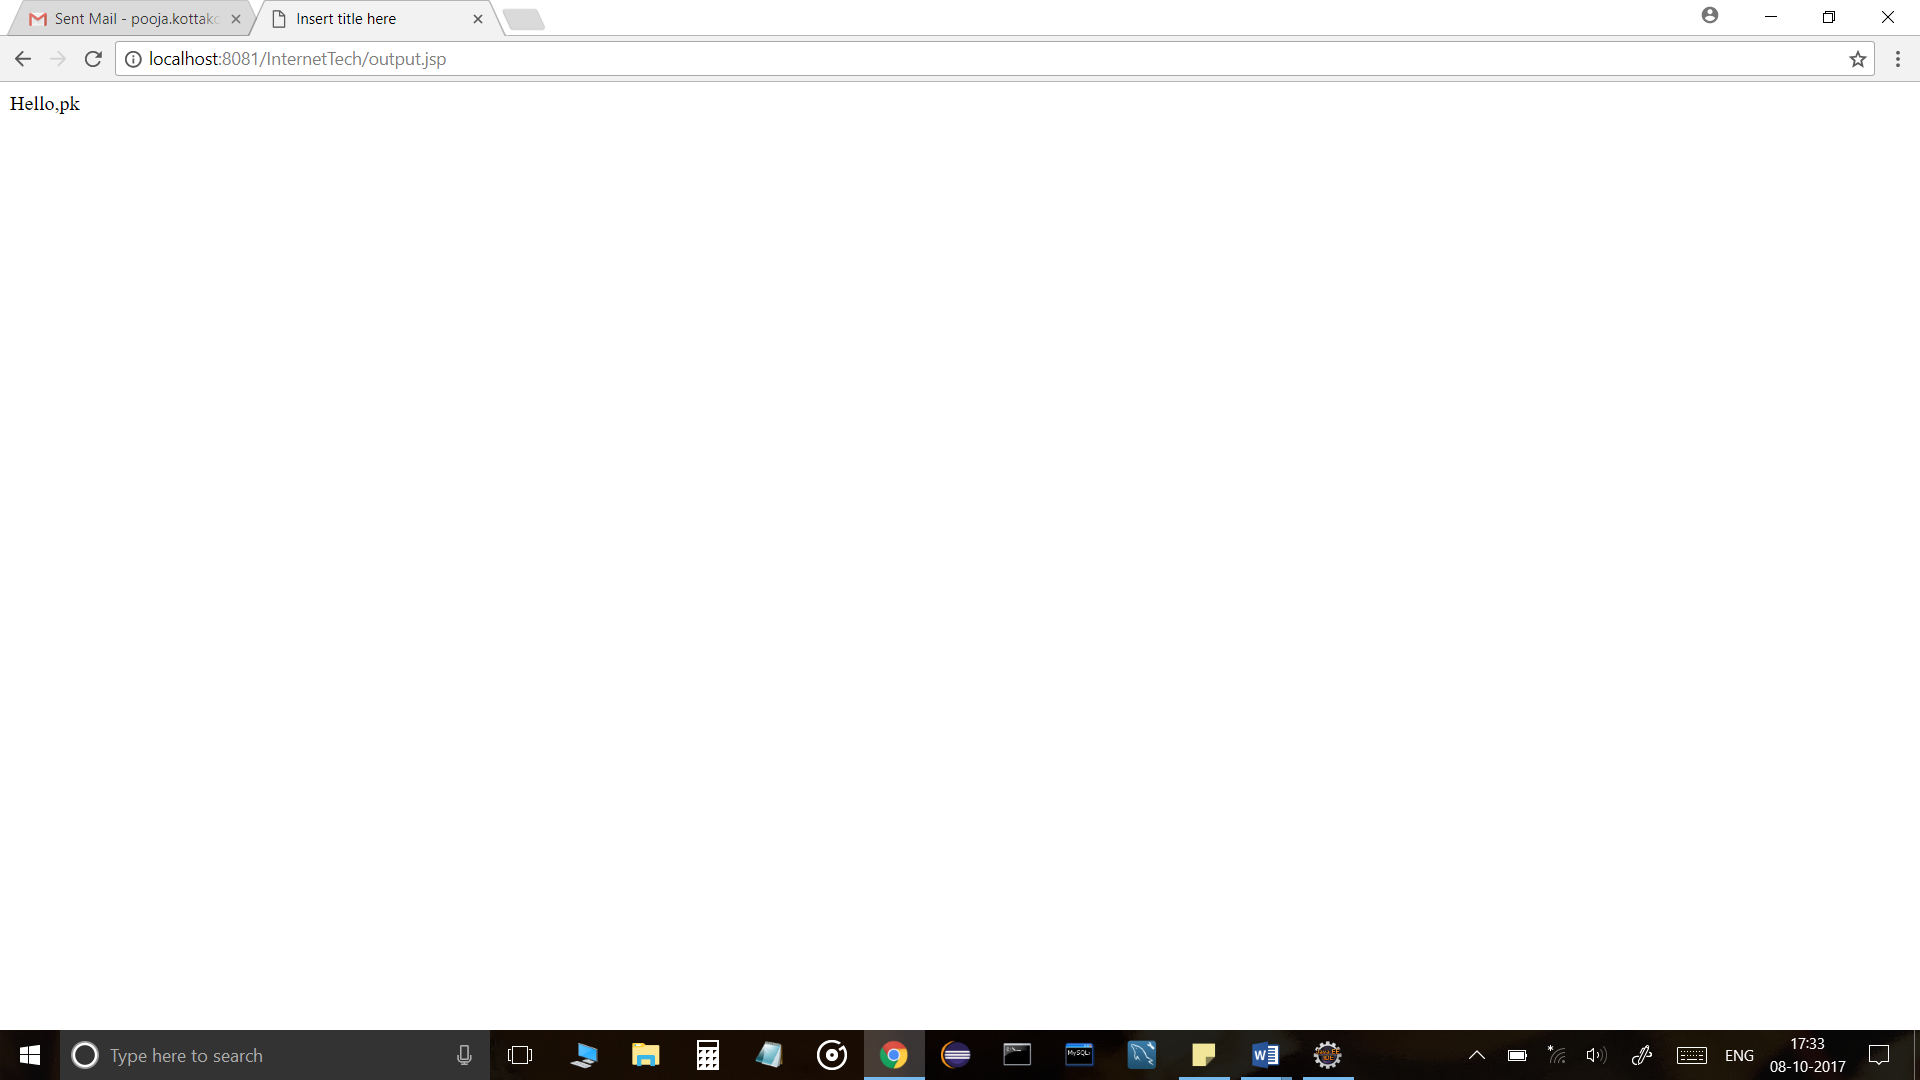 Sent Mail - pooja.kottak
Insert title here
localhost:8081/InternetTech/output.jsp
Hello,pk
Type here to search
MySQL
ENG
17:33
08-10-2017